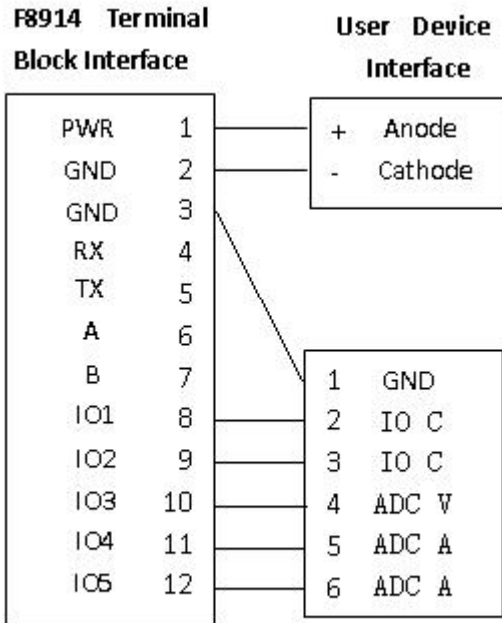 F8914 Terminal
Block Interface
User Device
Interface
PWR 1
GND 2
GND 3
RX 4
TX 5
A 6
B 7
IO1 8
IO2 9
IO3 10
IO4 11
IO5 12
+ Anode
- Cathode
1 GND
2 IO C
3 IO C
4 ADC V
5 ADC A
6 ADC A